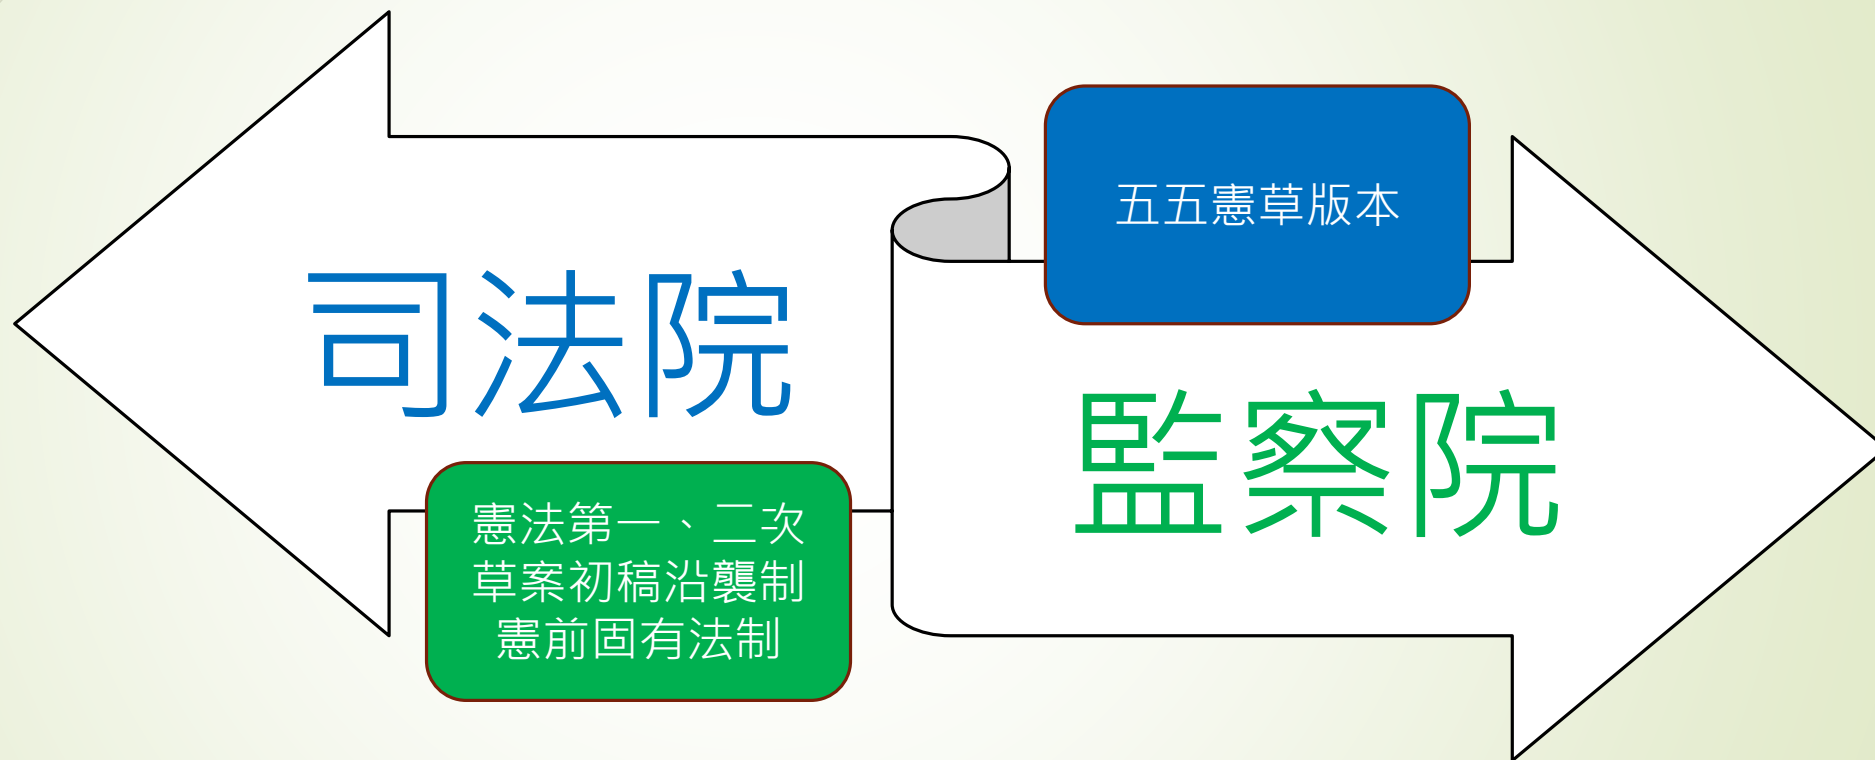 司法院
憲法第一、二次
草案初稿沿襲制
憲前固有法制
五五憲草版本
監察院